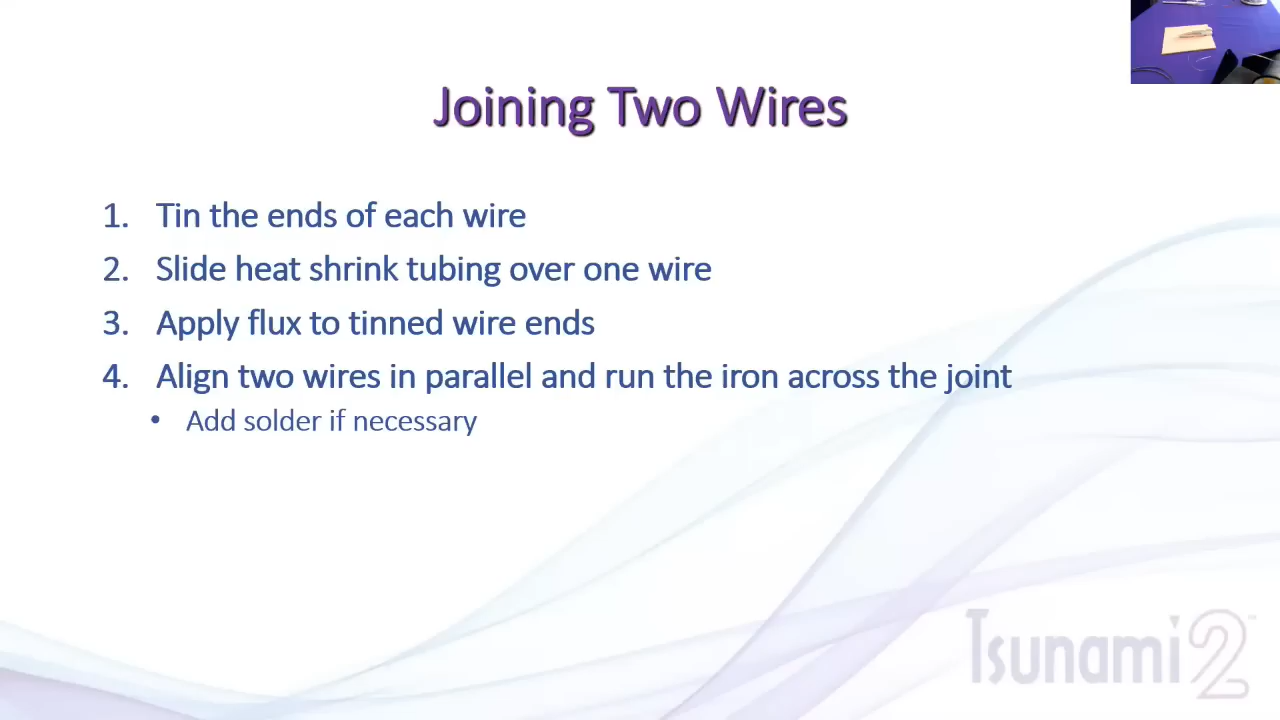 Joining Two Wires
1. Tin the ends of each wire
2. Slide heat shrink tubing over one wire
3. Apply flux to tinned wire ends
4. Align two wires in parallel and run the iron across the joint
• Add solder if necessary
Tsunami2™